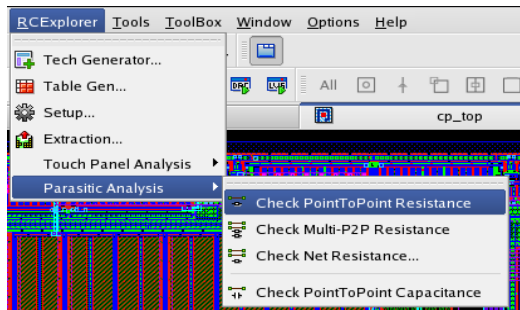 RCExplorer Tools ToolBox Window Options Help
Tech Generator...
Table Gen...
DRC LVS All
Setup...
cp_top
Extraction...
Touch Panel Analysis
Parasitic Analysis
Check PointToPoint Resistance
Check Multi-P2P Resistance
Check Net Resistance...
Check PointToPoint Capacitance